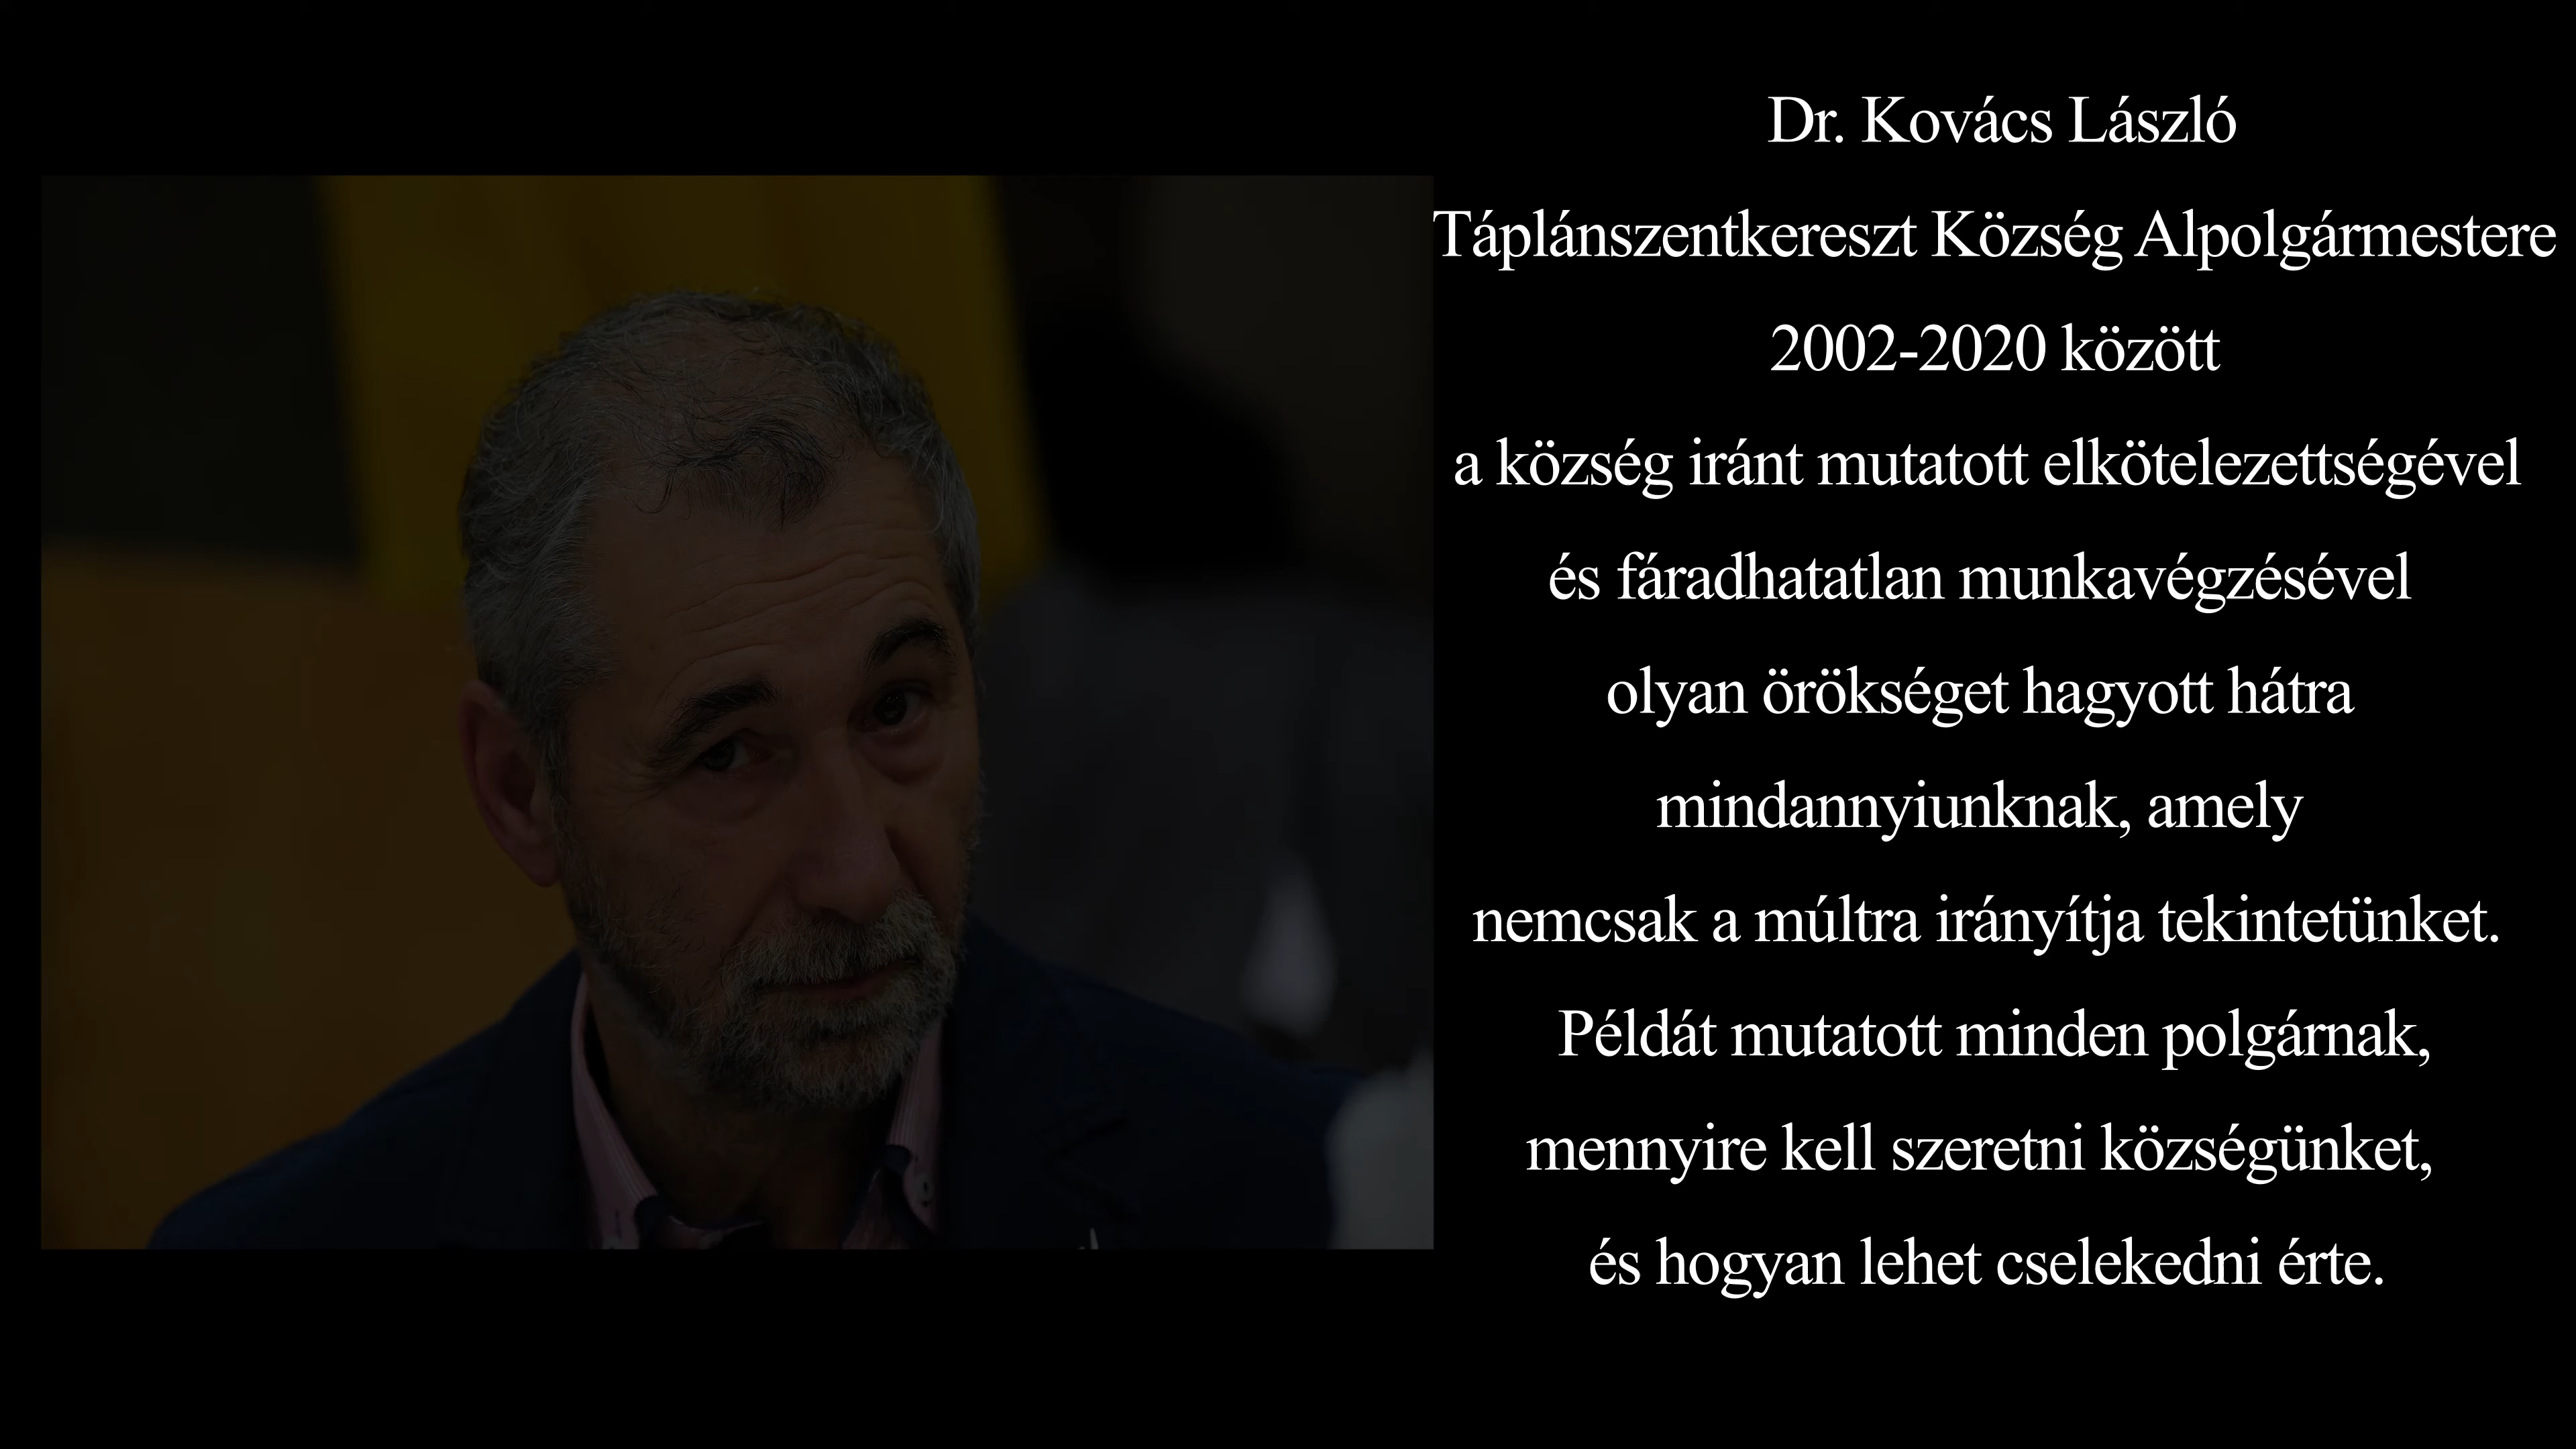 Dr. Kovács László
Táplánszentkereszt Község Alpolgármestere
2002-2020 között
a község iránt mutatott elkötelezettségével
és fáradhatatlan munkavégzésével
olyan örökséget hagyott hátra
mindannyiunknak, amely
nemcsak a múltra irányítja tekintetünket.
Példát mutatott minden polgárnak,
mennyire kell szeretni községünket,
és hogyan lehet cselekedni érte.